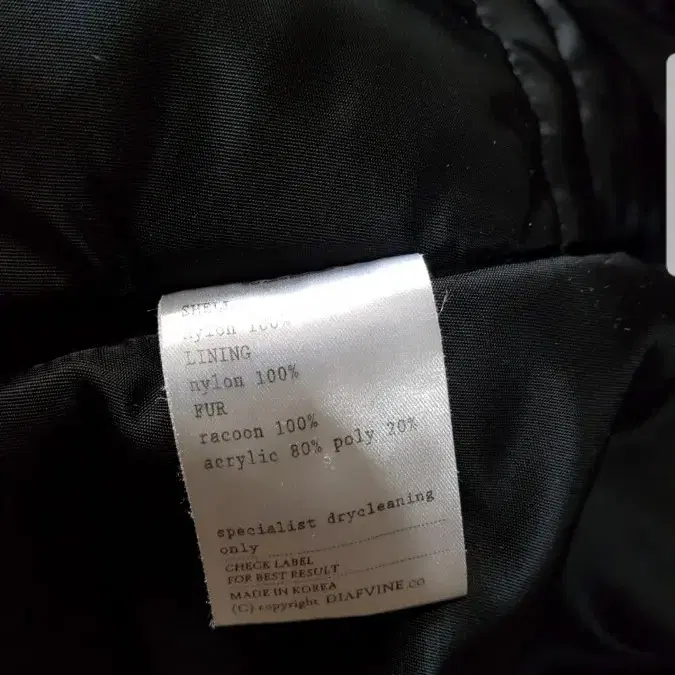 SHELL
nylon 100%
LINING
nylon 100%
FUR
racoon 100%
acrylic 80% poly 20%
specialist drycleaning
only
CHECK LABEL
FOR BEST RESULT
MADE IN KOREA
(C) copyright DIAFVINE.CO